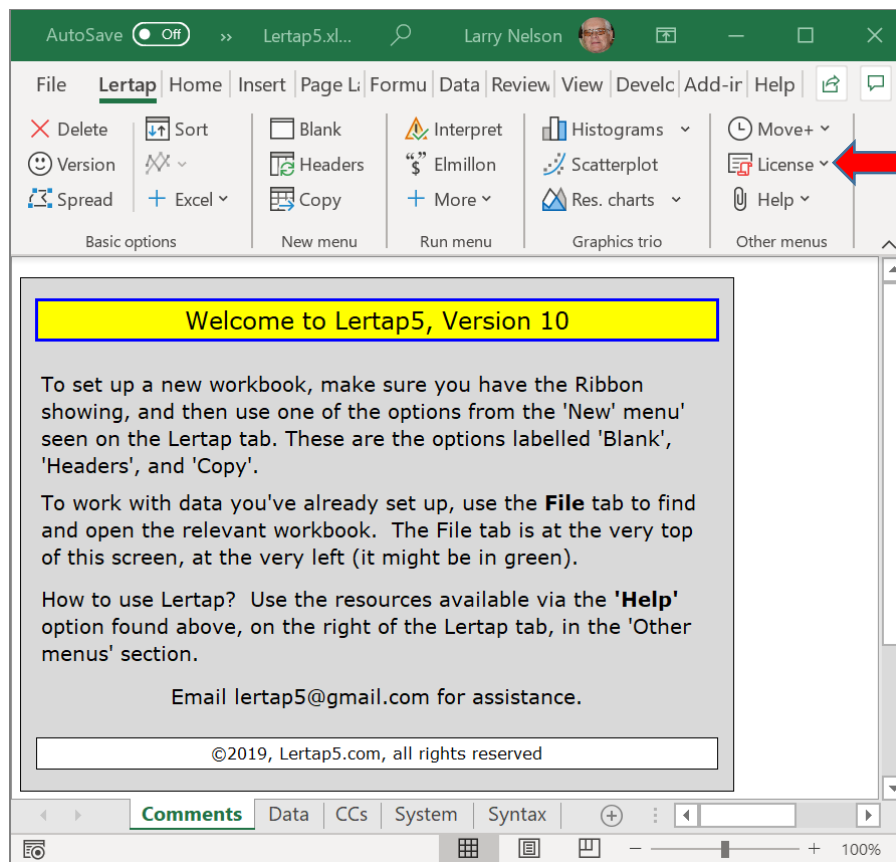 AutoSave Off Lertap5.xl... Larry Nelson
File Lertap Home Insert Page L Formu Data Review View Develc Add-ir Help
Delete Sort Blank Interpret Histograms Move+
Version Headers Elmillon Scatterplot License
Spread Excel Copy More Res. charts Help
Basic options New menu Run menu Graphics trio Other menus
Welcome to Lertap5, Version 10
To set up a new workbook, make sure you have the Ribbon
showing, and then use one of the options from the 'New' menu'
seen on the Lertap tab. These are the options labelled 'Blank',
'Headers', and 'Copy'.
To work with data you've already set up, use the File tab to find
and open the relevant workbook. The File tab is at the very top
of this screen, at the very left (it might be in green).
How to use Lertap? Use the resources available via the 'Help'
option found above, on the right of the Lertap tab, in the 'Other
menus' section.
Email lertap5@gmail.com for assistance.
©2019, Lertap5.com, all rights reserved
Comments Data CCs System Syntax
100%